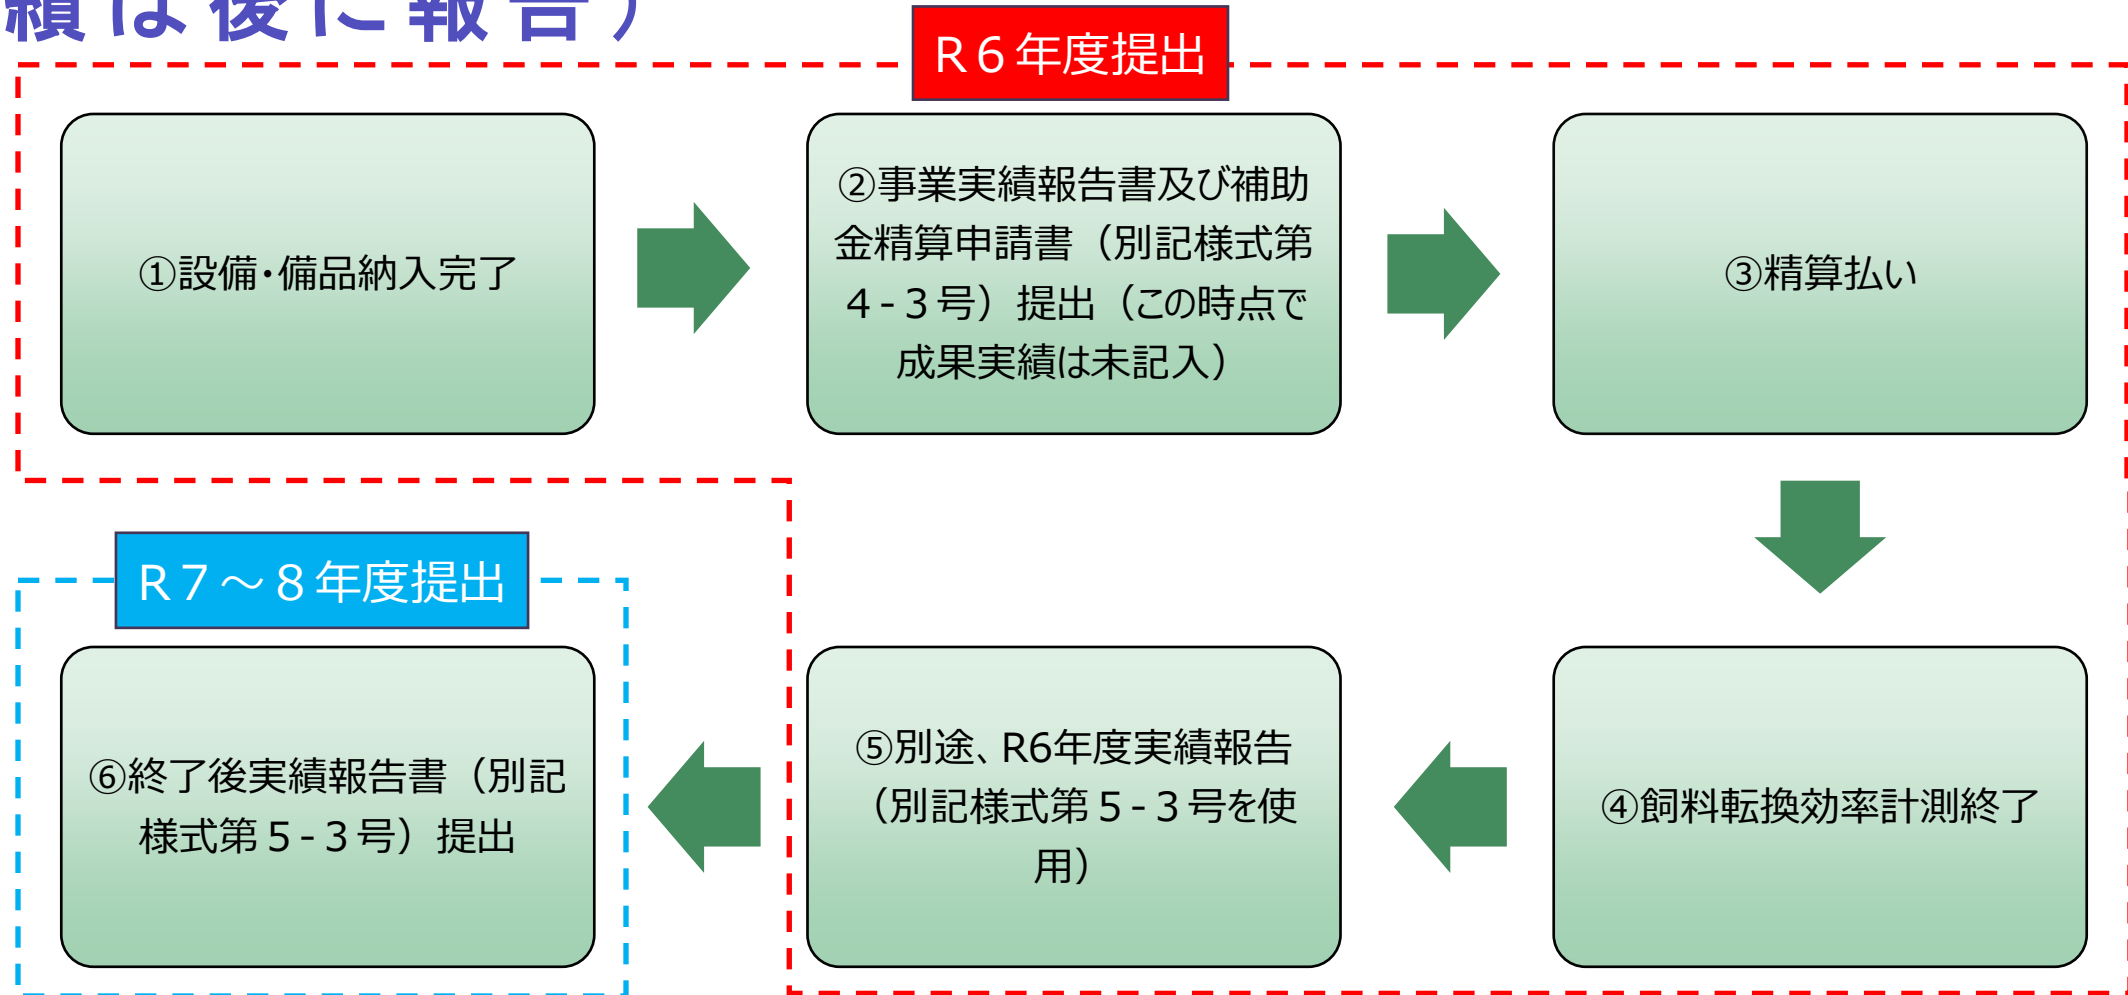 績は後に報告）
R６年度提出
①設備・備品納入完了
②事業実績報告書及び補助
金精算申請書（別記様式第
４-３号）提出（この時点で
成果実績は未記入）
③精算払い
④飼料転換効率計測終了
⑤別途、R6年度実績報告
（別記様式第５-３号を使
用）
R７～８年度提出
⑥終了後実績報告書（別記
様式第５-３号）提出